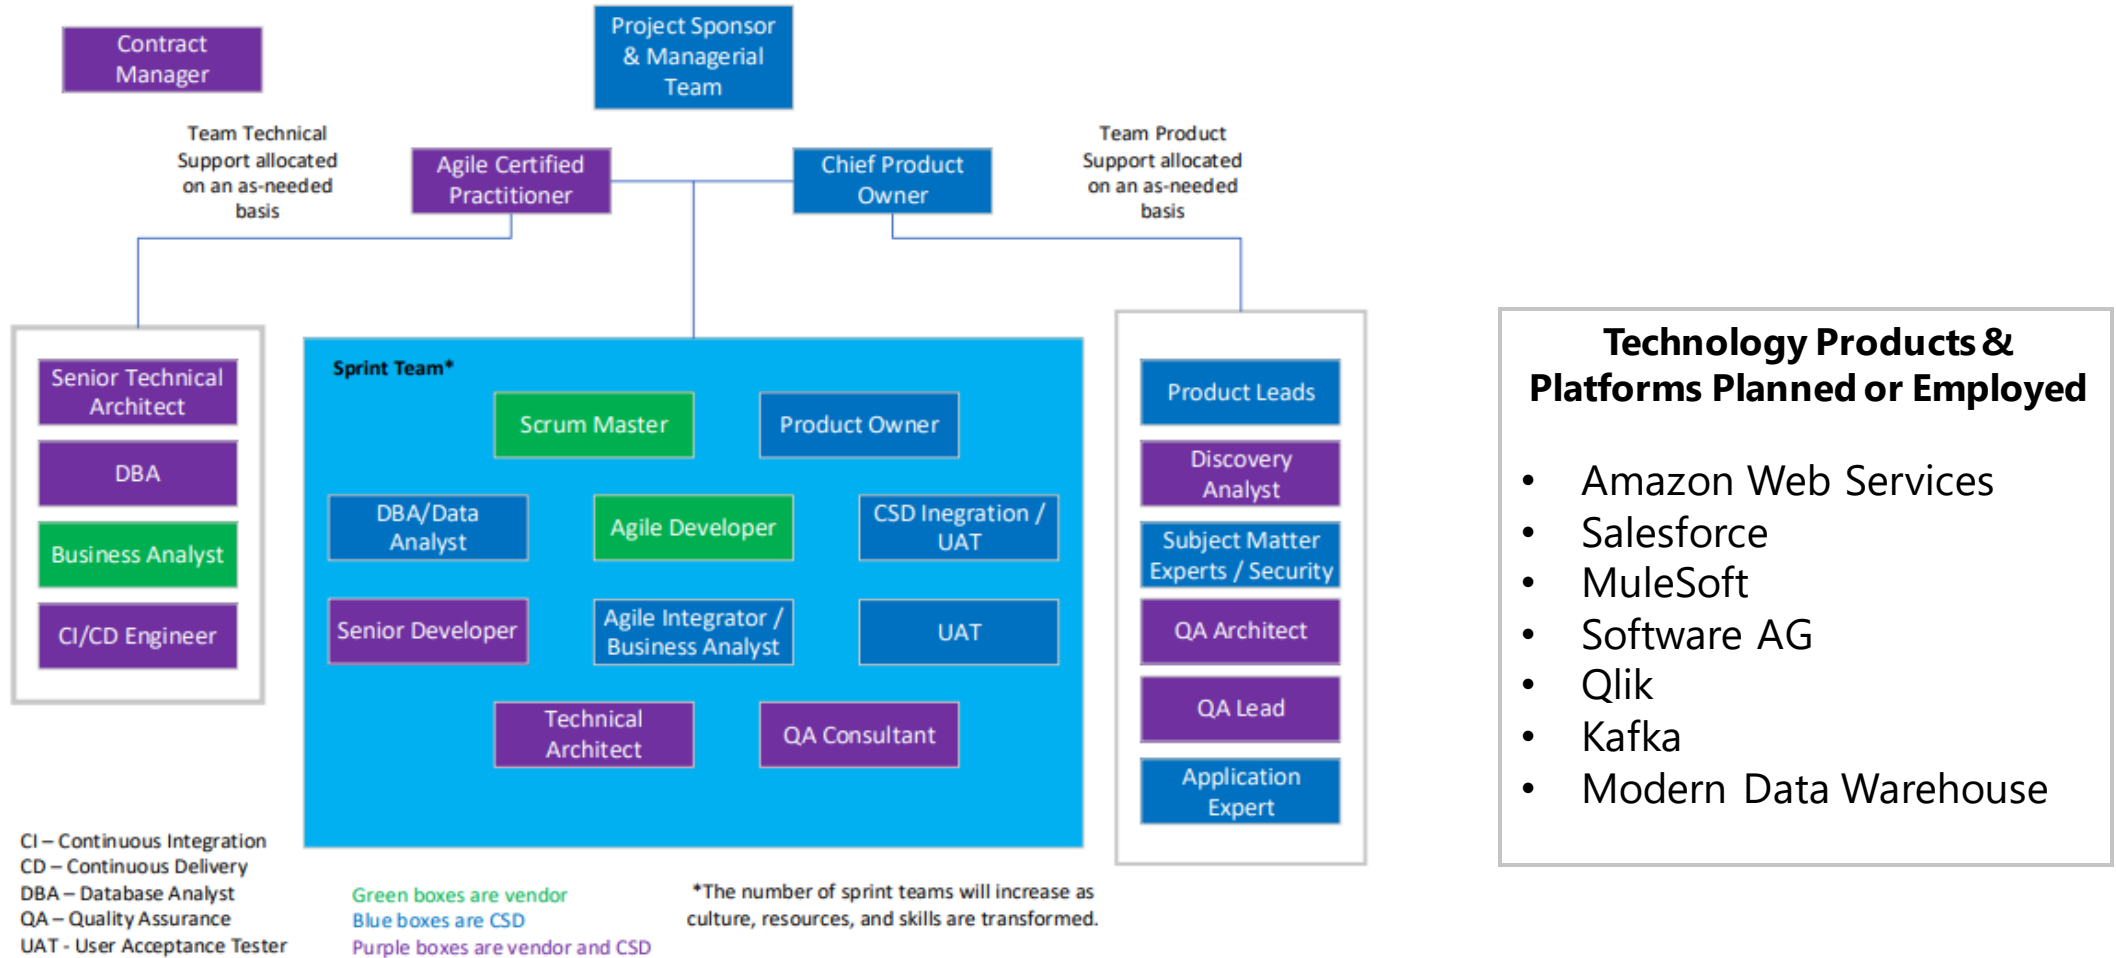 Contract
Manager
Project Sponsor
& Managerial
Team
Team Technical
Support allocated
on an as-needed
basis
Agile Certified
Practitioner
Chief Product
Owner
Team Product
Support allocated
on an as-needed
basis
Senior Technical
Architect
DBA
Business Analyst
CI/CD Engineer
Sprint Team*
Scrum Master
Product Owner
DBA/Data
Analyst
Agile Developer
CSD Inegration /
UAT
Senior Developer
Agile Integrator /
Business Analyst
UAT
Technical
Architect
QA Consultant
Product Leads
Discovery
Analyst
Subject Matter
Experts / Security
QA Architect
QA Lead
Application
Expert
Technology Products &
Platforms Planned or Employed
• Amazon Web Services
• Salesforce
• MuleSoft
• Software AG
• Qlik
• Kafka
• Modern Data Warehouse
CI – Continuous Integration
CD – Continuous Delivery
DBA – Database Analyst
QA – Quality Assurance
UAT - User Acceptance Tester
Green boxes are vendor
Blue boxes are CSD
Purple boxes are vendor and CSD
*The number of sprint teams will increase as
culture, resources, and skills are transformed.